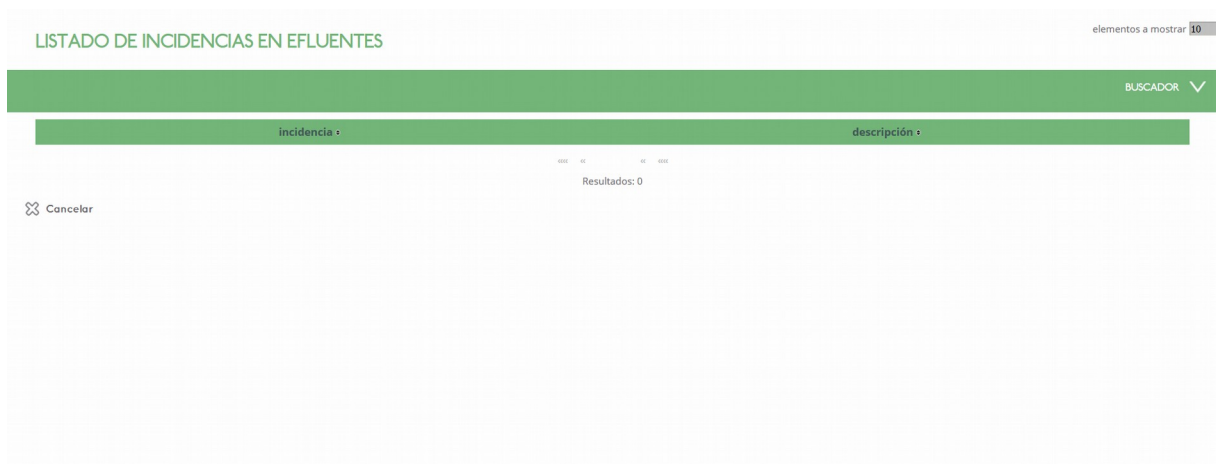 LISTADO DE INCIDENCIAS EN EFLUENTES
elementos a mostrar 10
BUSCADOR
incidencia descripción
«« « « ««
Resultados: 0
Cancelar